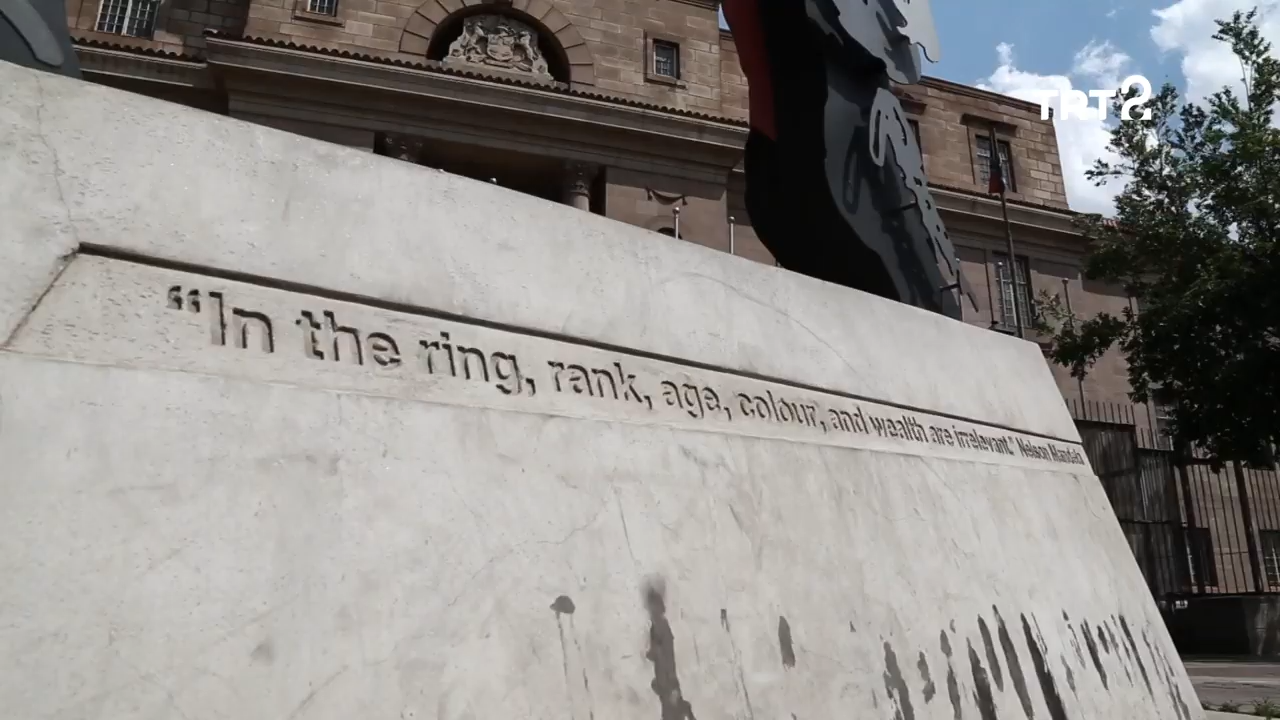 TRT2
“In the ring, rank, age, colour, and wealth are irrelevant.” Nelson Mandela